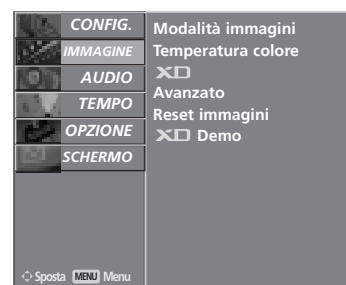 CONFIG.
IMMAGINE
AUDIO
TEMPO
OPZIONE
SCHERMO
Modalità immagini
Temperatura colore
XD
Avanzato
Reset immagini
XD Demo
Sposta MENU Menu